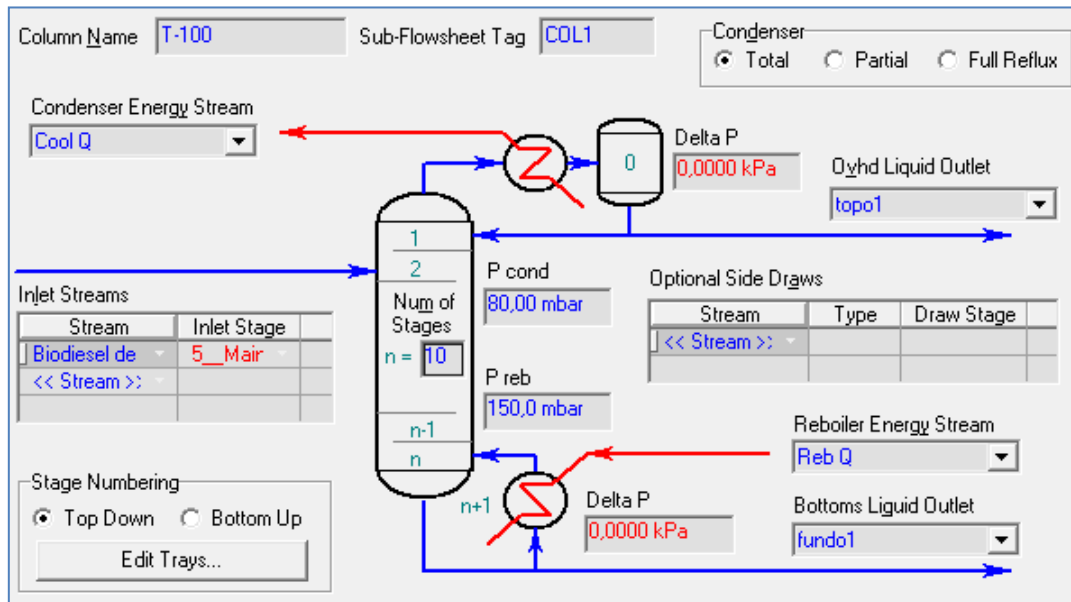 Column Name T-100 Sub-Flowsheet Tag COL1
Condenser
Total Partial Full Reflux
Condenser Energy Stream
Cool Q
0
Delta P
0,0000 kPa
Ovhd Liquid Outlet
topo1
1
2
Num of
Stages
n = 10
n-1
n
n+1
P cond
80,00 mbar
P reb
150,0 mbar
Inlet Streams
Stream Inlet Stage
Biodiesel de 5__Mair
<< Stream >>
Optional Side Draws
Stream Type Draw Stage
<< Stream >>
Stage Numbering
Top Down Bottom Up
Edit Trays...
Delta P
0,0000 kPa
Reboiler Energy Stream
Reb Q
Bottoms Liquid Outlet
fundo1